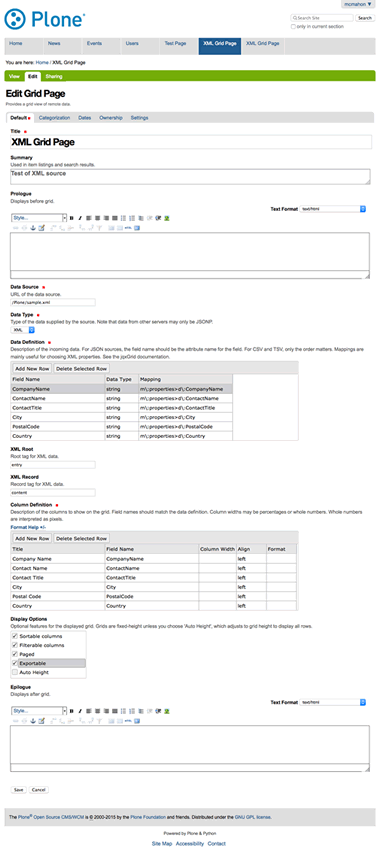 mcmahon ▼
Plone®
Search Site
Search
only in current section
Home
News
Events
Users
Test Page
XML Grid Page
XML Grid Page
You are here: Home / XML Grid Page
View
Edit
Sharing
Edit Grid Page
Provides a grid view of remote data.
Default
Categorization
Dates
Ownership
Settings
Title
XML Grid Page
Summary
Used in item listings and search results.
Test of XML source
Prologue
Displays before grid.
Text Format
text/html
Style...
Data Source
URL of the data source.
/Plone/sample.xml
Data Type
Type of the data supplied by the source. Note that data from other servers may only be JSONP.
XML
Data Definition
Description of the incoming data. For JSON sources, the field name should be the attribute name for the field. For CSV and TSV, only the order matters. Mappings are
mainly useful for choosing XML properties. See the jqxGrid documentation.
Add New Row
Delete Selected Row
Field Name Data Type Mapping
CompanyName string m\:properties>d\:CompanyName
ContactName string m\:properties>d\:ContactName
ContactTitle string m\:properties>d\:ContactTitle
City string m\:properties>d\:City
PostalCode string m\:properties>d\:PostalCode
Country string m\:properties>d\:Country
XML Root
Root tag for XML data.
entry
XML Record
Record tag for XML data.
content
Column Definition
Description of the columns to show on the grid. Field names should match the data definition. Column widths may be percentages or whole numbers. Whole numbers
are interpreted as pixels.
Format Help +/-
Add New Row
Delete Selected Row
Title Field Name Column Width Align Format
Company Name CompanyName left
Contact Name ContactName left
Contact Title ContactTitle left
City City left
Postal Code PostalCode left
Country Country left
Display Options
Optional features for the displayed grid. Grids are fixed-height unless you choose 'Auto Height', which adjusts to grid height to display all rows.
Sortable columns
Filterable columns
Paged
Exportable
Auto Height
Epilogue
Displays after grid.
Text Format
text/html
Style...
Save
Cancel
The Plone® Open Source CMS/WCM is © 2000-2015 by the Plone Foundation and friends. Distributed under the GNU GPL license.
Powered by Plone & Python
Site Map
Accessibility
Contact